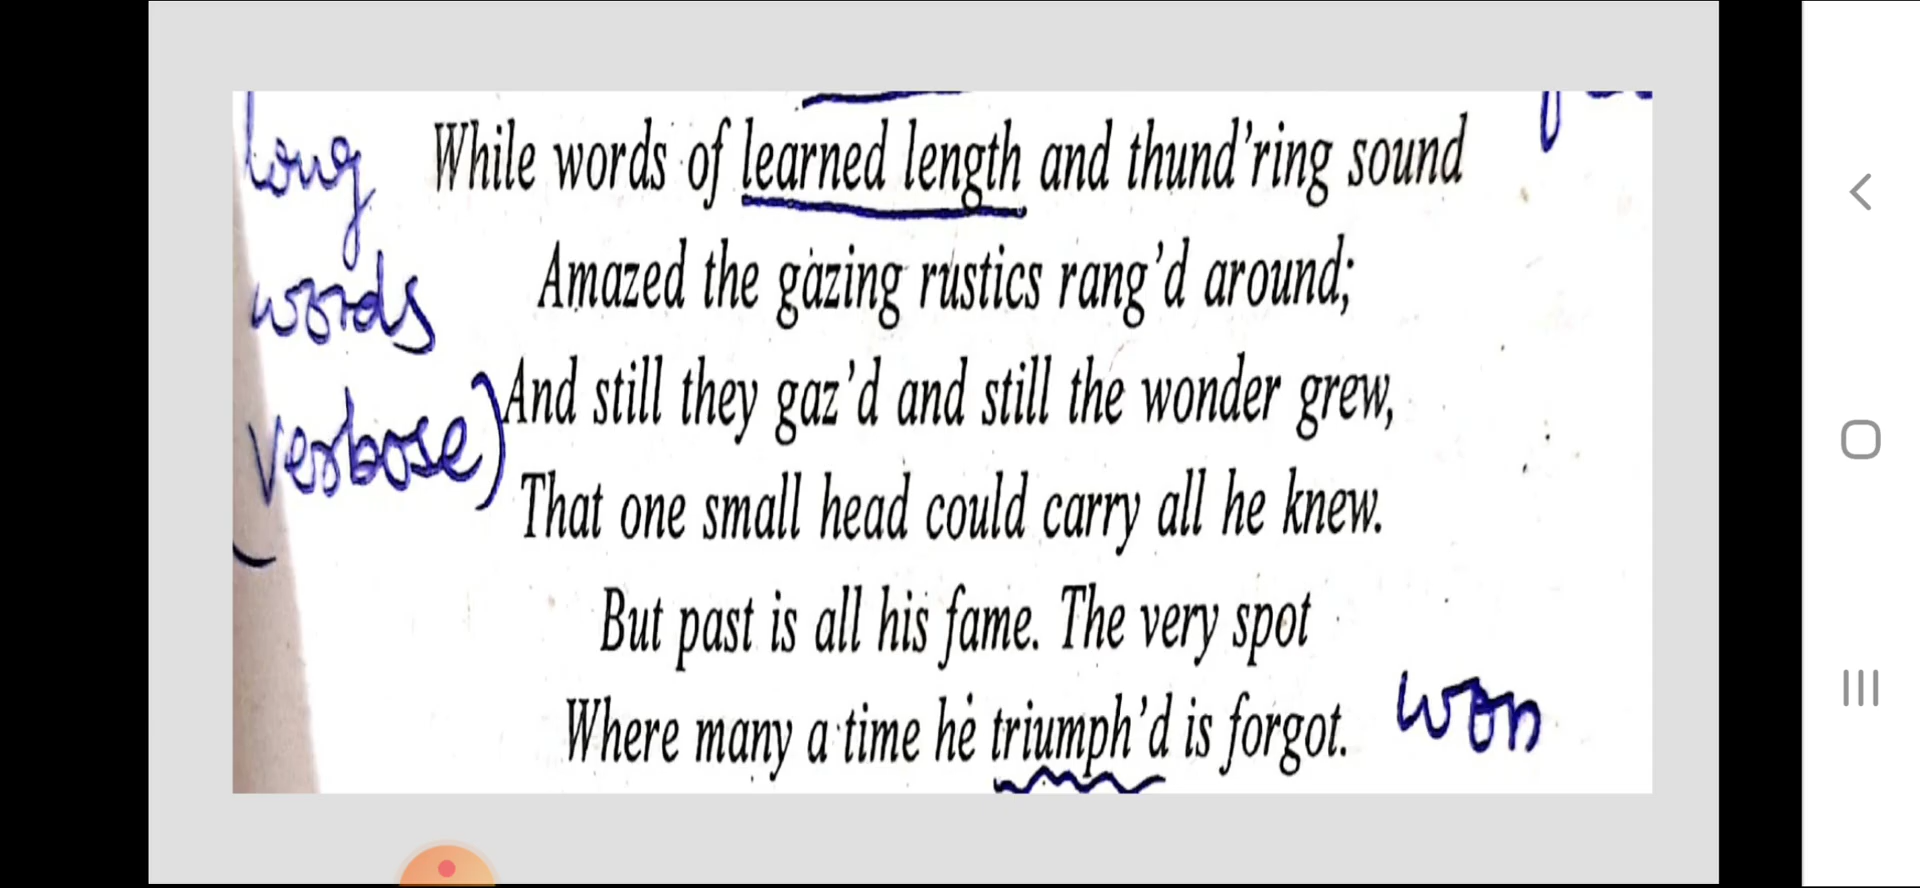 long
While words of learned length and thund'ring sound
words
Amazed the gazing rustics rang'd around;
verbose)
And still they gaz'd and still the wonder grew,
That one small head could carry all he knew.
But past is all his fame. The very spot
Where many a time he triumph'd is forgot.
won